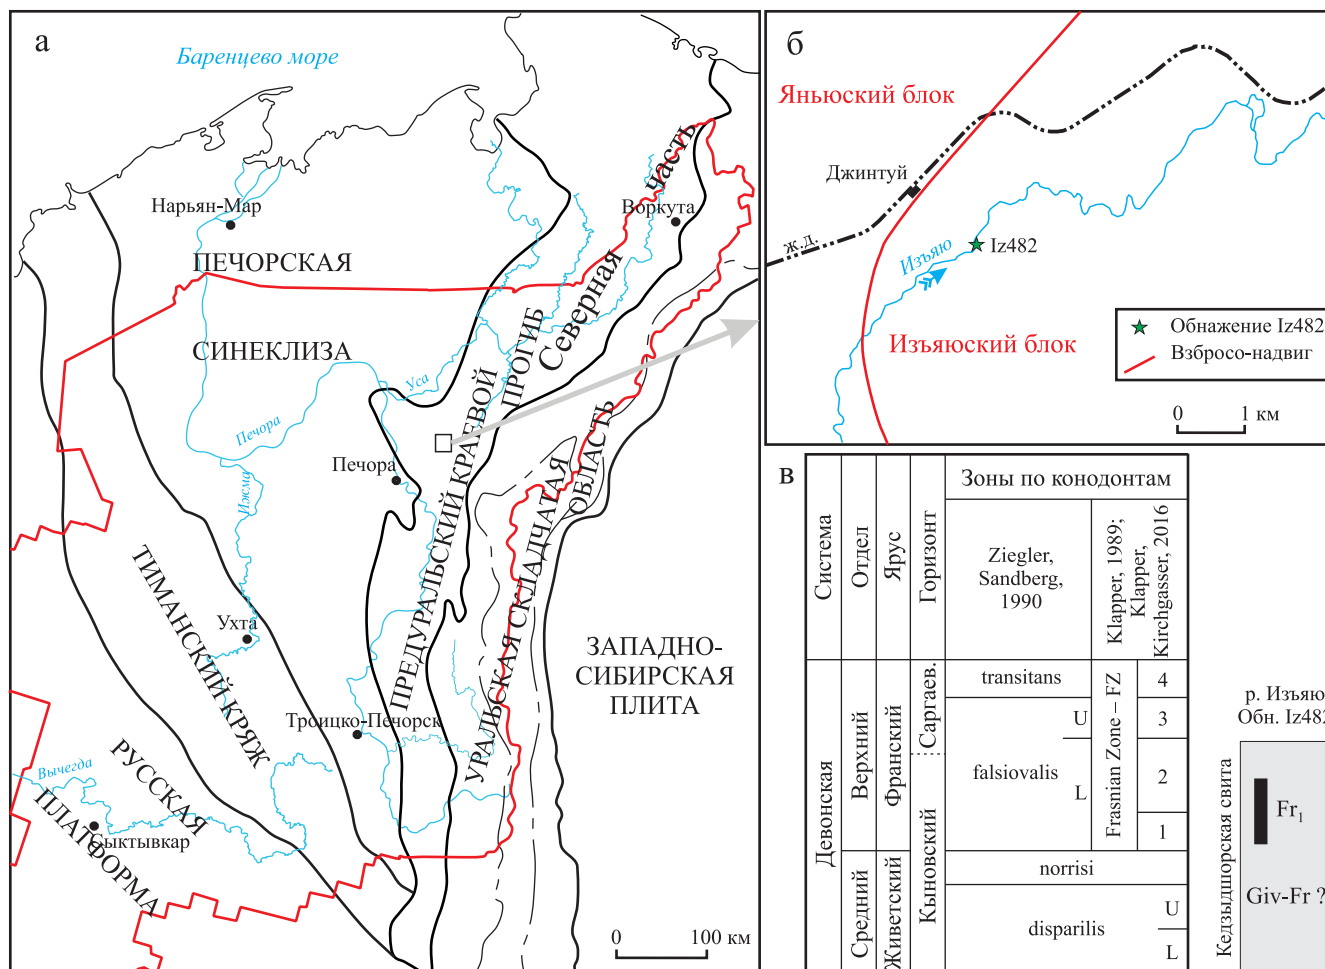 а
Баренцево море
Нарьян-Мар
Воркута
ПЕЧОРСКАЯ
СИНЕКЛИЗА
Северная часть
ПРЕДУРАЛЬСКИЙ КРАЕВОЙ
ПРОГИБ
Уса
Печора
Печора
Ижма
ТИМАНСКИЙ КРЯЖ
Ухта
УРАЛЬСКАЯ СКЛАДЧАТАЯ
ОБЛАСТЬ
ЗАПАДНО-
СИБИРСКАЯ
ПЛИТА
Троицко-Печорск
РУССКАЯ
ПЛАТФОРМА
Вычегда
Сыктывкар
0 100 км
б
Яньюский блок
Джинтуй
ж.д.
Изъяю
Iz482
Изъяюский блок
Обнажение Iz482
Взбросо-надвиг
0 1 км
в
Система
Отдел
Ярус
Горизонт
Зоны по конодонтам
Ziegler,
Sandberg,
1990
Klapper, 1989;
Klapper,
Kirchgasser, 2016
Девонская
Верхний
Средний
Франский
Живетский
Саргаев.
Кыновский
transitans
falsiovalis
U
L
norrisi
disparilis
U
L
Frasnian Zone – FZ
4
3
2
1
р. Изъяю
Обн. Iz482
Кедзыдшорская свита
Fr1
Giv-Fr ?